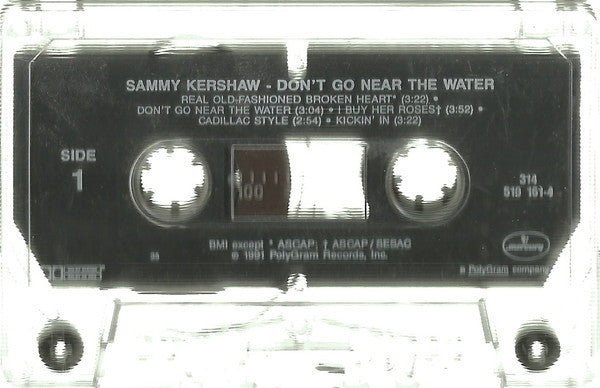 SAMMY KERSHAW - DON'T GO NEAR THE WATER
REAL OLD-FASHIONED BROKEN HEART* (3:22) •
DON'T GO NEAR THE WATER (3:04) • I BUY HER ROSES† (3:52) •
CADILLAC STYLE (2:54) • KICKIN' IN (3:22)
SIDE
1
100
314
510 161-4
BMI except * ASCAP; † ASCAP/SESAC
℗ 1991 PolyGram Records, Inc.
mercury
a PolyGram company